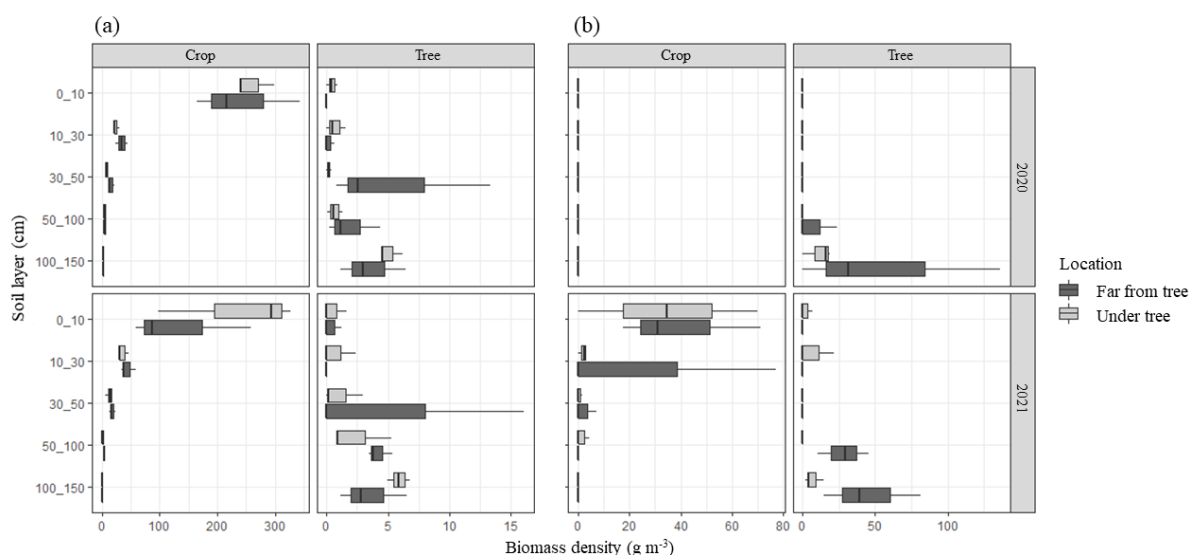 (a)
(b)
Crop
Tree
Crop
Tree
0_10
10_30
30_50
50_100
100_150
2020
0_10
10_30
30_50
50_100
100_150
2021
Soil layer (cm)
0
100
200
300
0
5
10
15
0
20
40
60
80
0
50
100
Biomass density (g m-3)
Location
Far from tree
Under tree